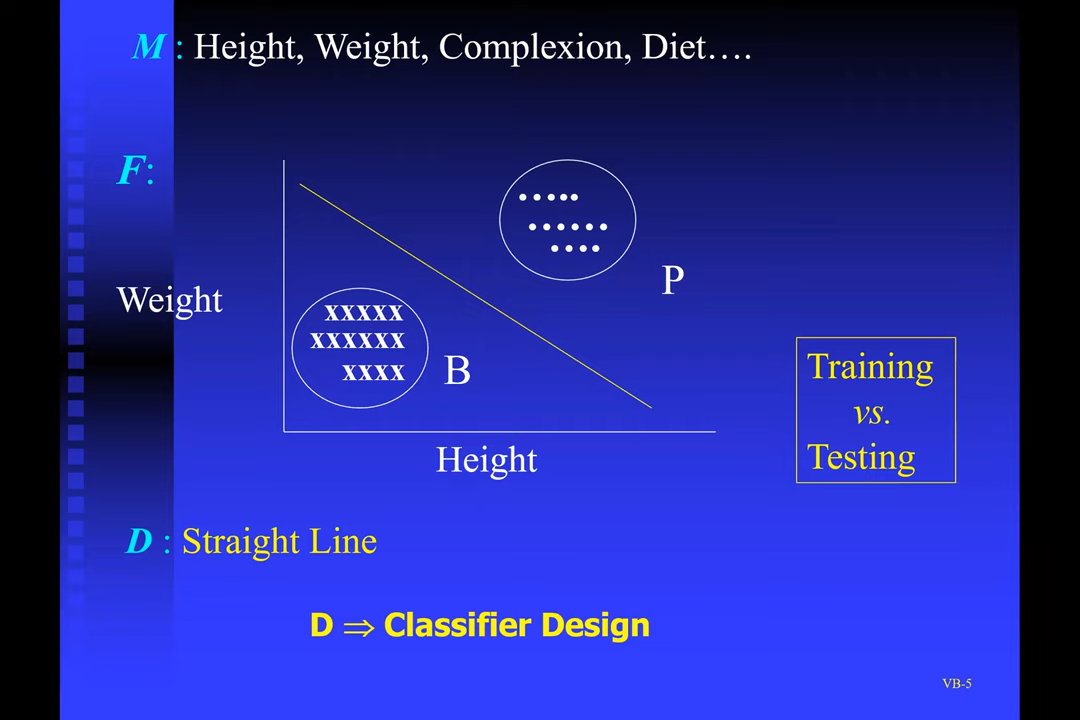 M : Height, Weight, Complexion, Diet….
F:
P
Weight
xxxxx
xxxxxx
xxxx
B
Training
vs.
Testing
Height
D : Straight Line
D ⇒ Classifier Design
VB-5